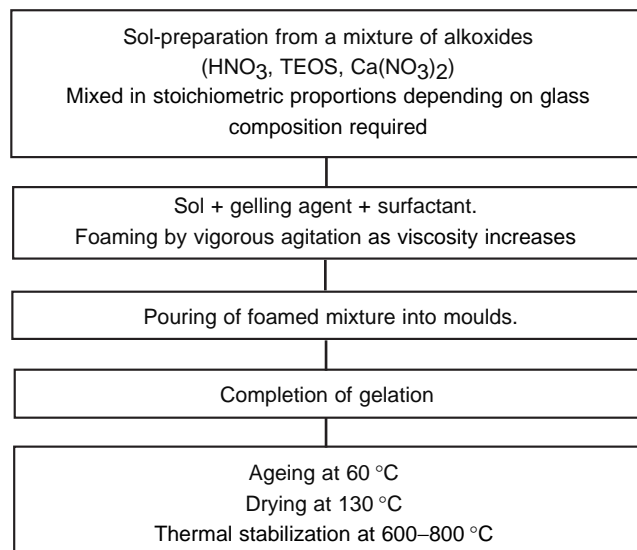 Sol-preparation from a mixture of alkoxides
(HNO3, TEOS, Ca(NO3)2)
Mixed in stoichiometric proportions depending on glass
composition required
Sol + gelling agent + surfactant.
Foaming by vigorous agitation as viscosity increases
Pouring of foamed mixture into moulds.
Completion of gelation
Ageing at 60 °C
Drying at 130 °C
Thermal stabilization at 600–800 °C